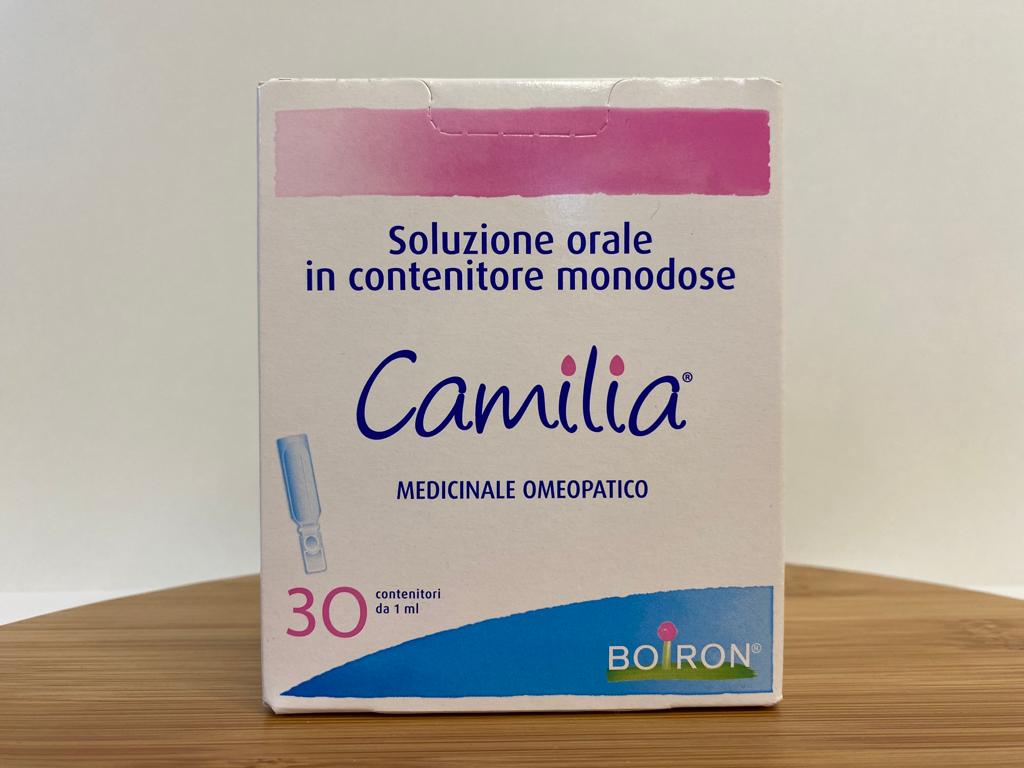 Soluzione orale
in contenitore monodose
Camilia®
MEDICINALE OMEOPATICO
30 contenitori
da 1 ml
BOIRON®